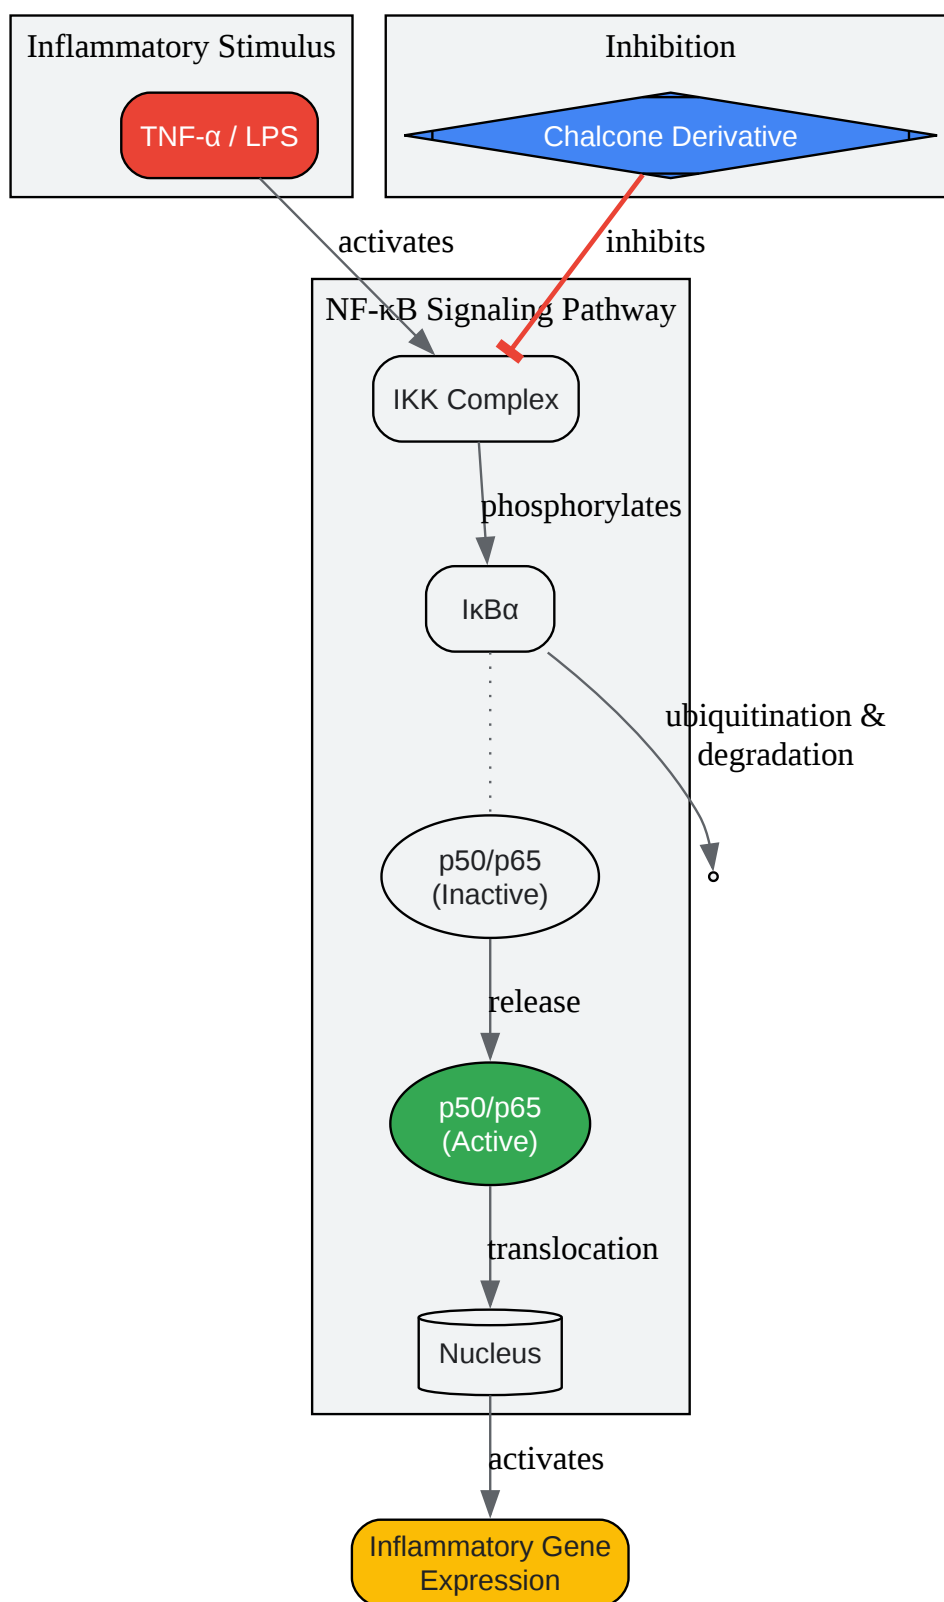 Inflammatory Stimulus
TNF-α / LPS
Inhibition
Chalcone Derivative
activates
inhibits
NF-κB Signaling Pathway
IKK Complex
phosphorylates
IκBα
ubiquitination &
degradation
p50/p65
(Inactive)
release
p50/p65
(Active)
translocation
Nucleus
activates
Inflammatory Gene
Expression